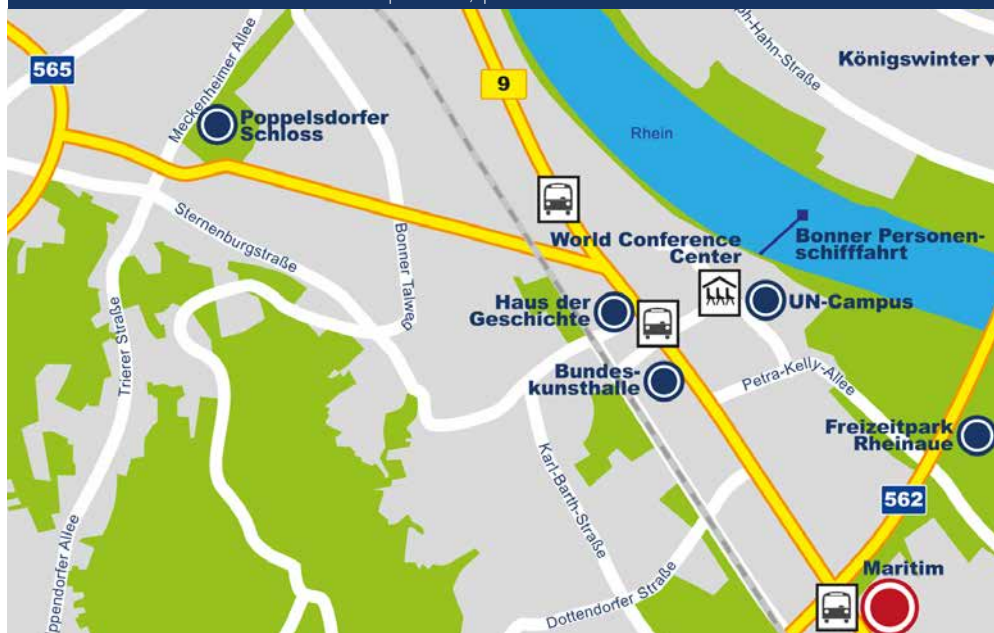 565
Meckenheimer Allee
Poppelsdorfer
Schloss
9
Königswinter
Rhein
Sternenburgstraße
Bonner Talweg
World Conference
Center
Bonner Personen-
schifffahrt
Haus der
Geschichte
UN-Campus
Trierer Straße
Bundes-
kunsthalle
Petra-Kelly-Allee
Freizeitpark
Rheinaue
Karl-Barth-Straße
562
Maritim
Dottendorfer Straße